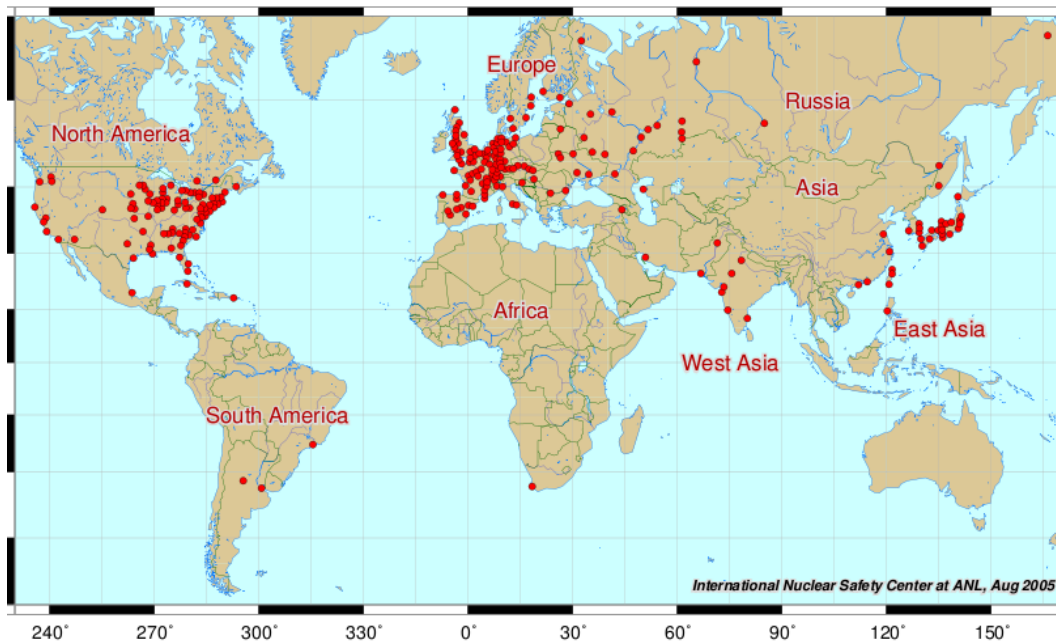 Europe
Russia
North America
Asia
Africa
East Asia
West Asia
South America
International Nuclear Safety Center at ANL, Aug 2005
240° 270° 300° 330° 0° 30° 60° 90° 120° 150°